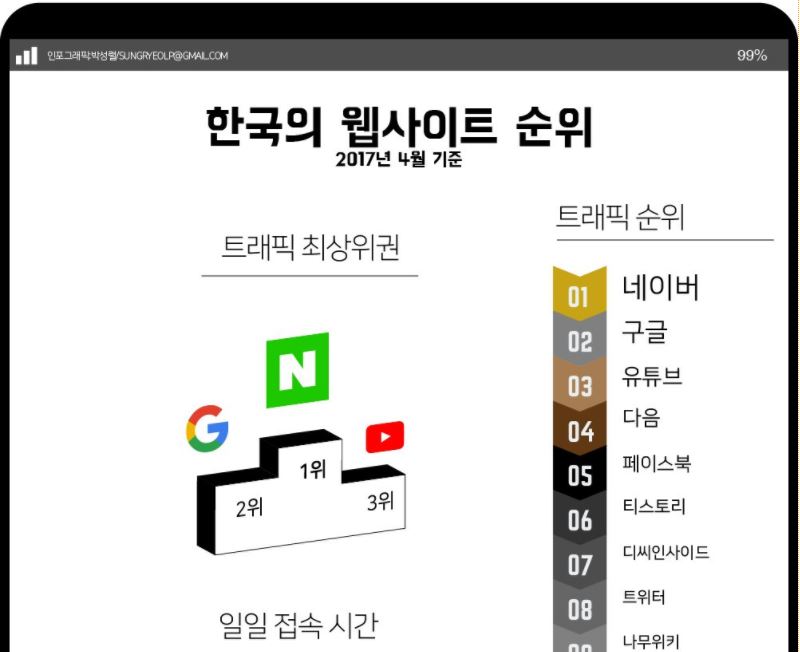 인포그래픽:박성렬/SUNGRYEOLP@GMAIL.COM
99%
한국의 웹사이트 순위
2017년 4월 기준
트래픽 최상위권
N
G
1위
2위
3위
일일 접속 시간
트래픽 순위
01 네이버
02 구글
03 유튜브
04 다음
05 페이스북
06 티스토리
07 디씨인사이드
08 트위터
나무위키